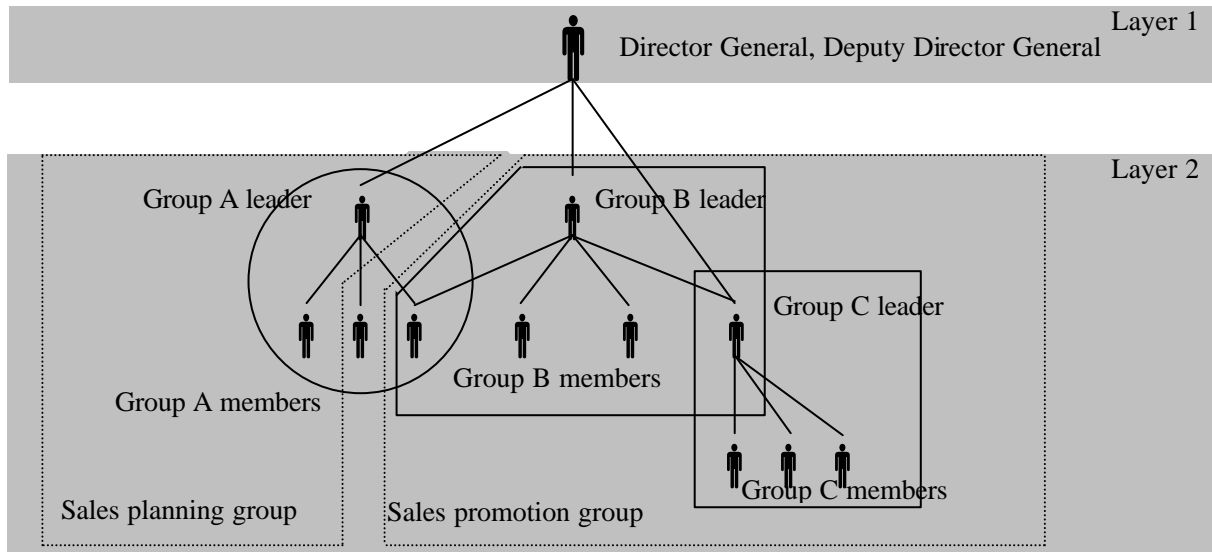 Layer 1
Director General, Deputy Director General
Layer 2
Group A leader
Group B leader
Group C leader
Group B members
Group A members
Group C members
Sales planning group
Sales promotion group